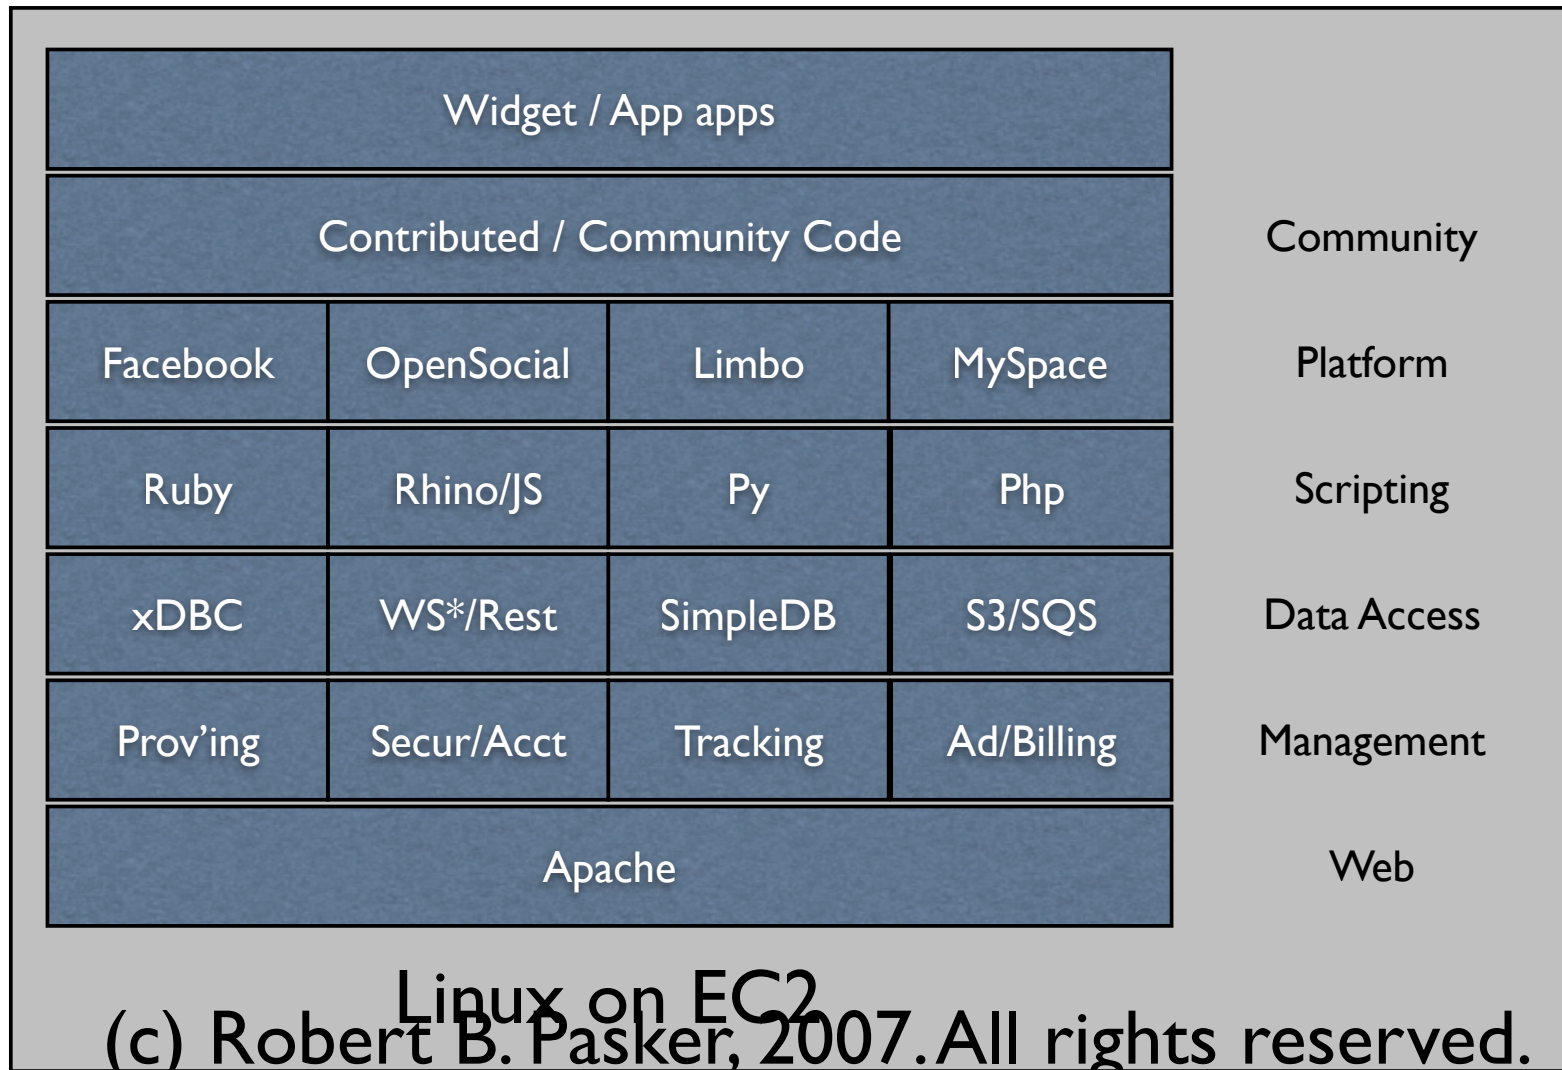 Widget / App apps
Contributed / Community Code Community
Facebook OpenSocial Limbo MySpace Platform
Ruby Rhino/JS Py Php Scripting
xDBC WS*/Rest SimpleDB S3/SQS Data Access
Prov’ing Secur/Acct Tracking Ad/Billing Management
Apache Web
Linux on EC2
(c) Robert B. Pasker, 2007. All rights reserved.